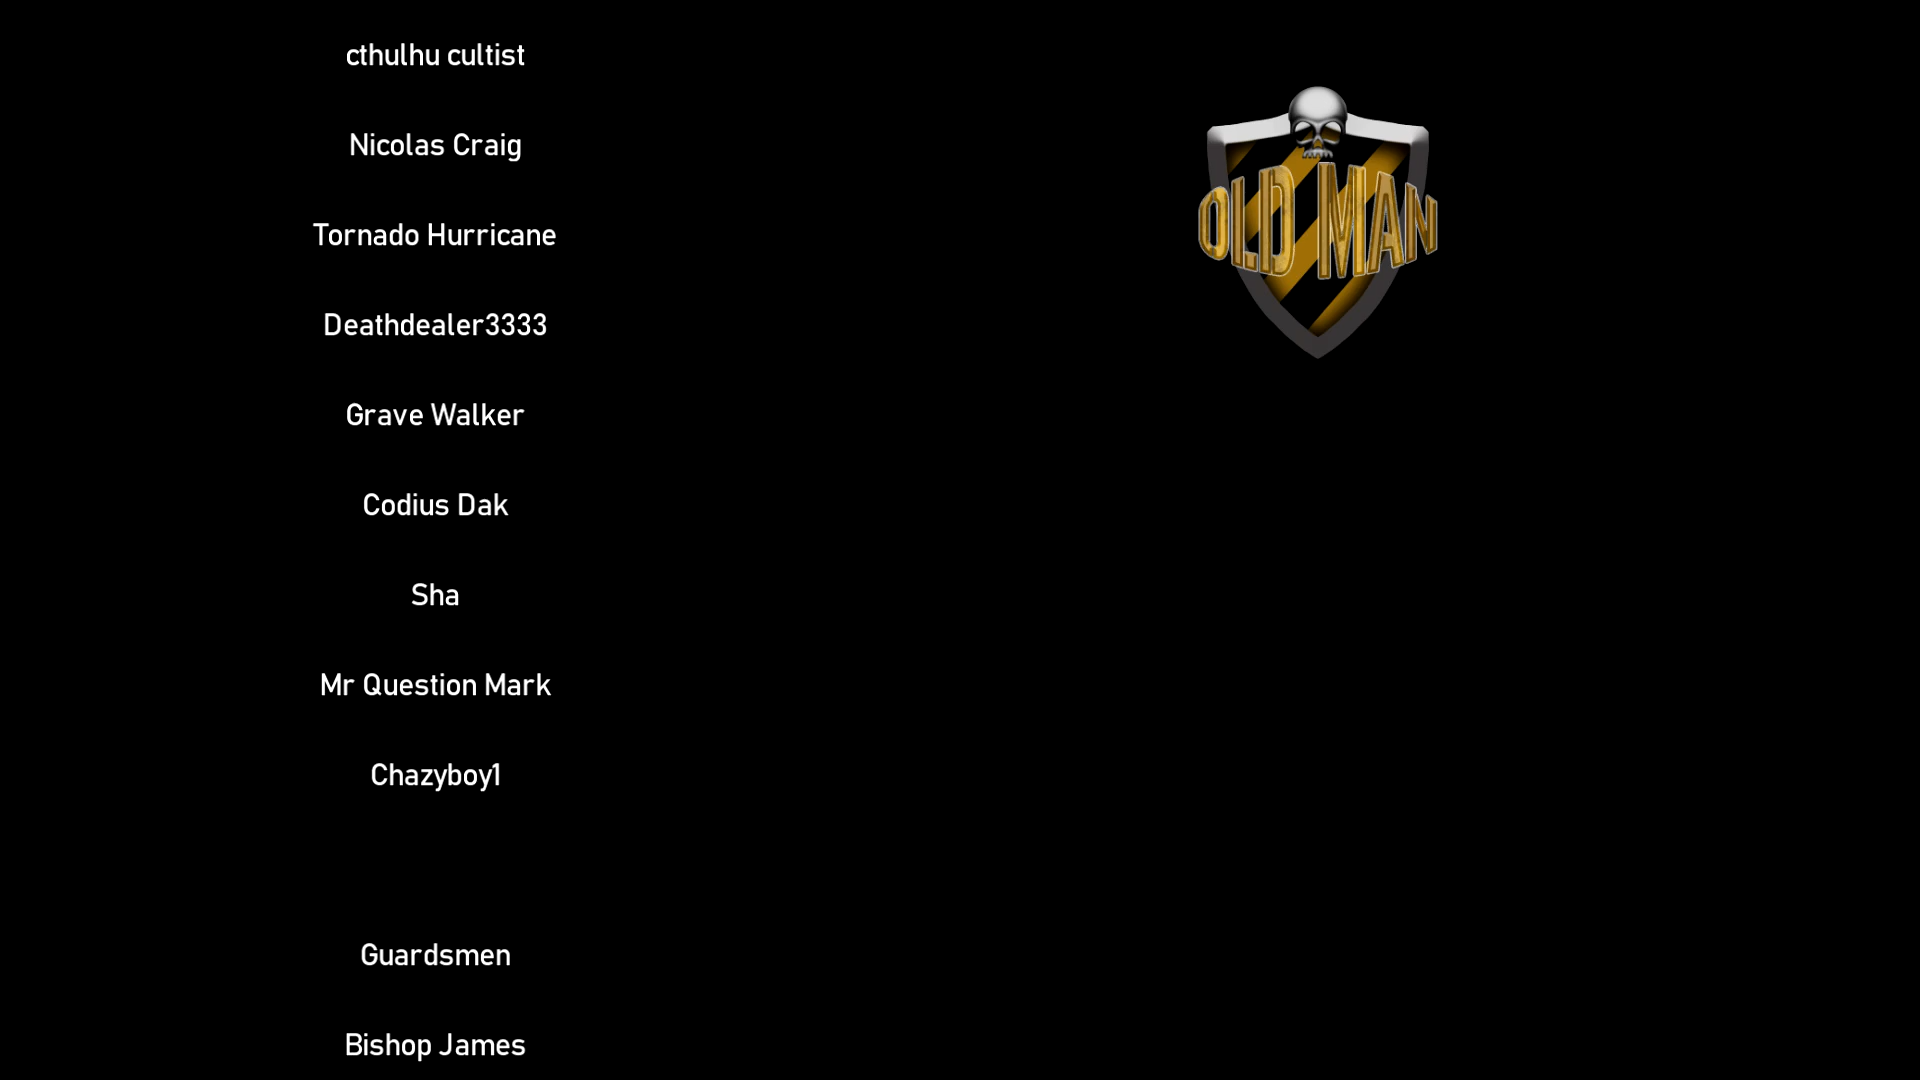 cthulhu cultist
Nicolas Craig
Tornado Hurricane
Deathdealer3333
Grave Walker
Codius Dak
Sha
Mr Question Mark
Chazyboy1
Guardsmen
Bishop James
OLD MAN